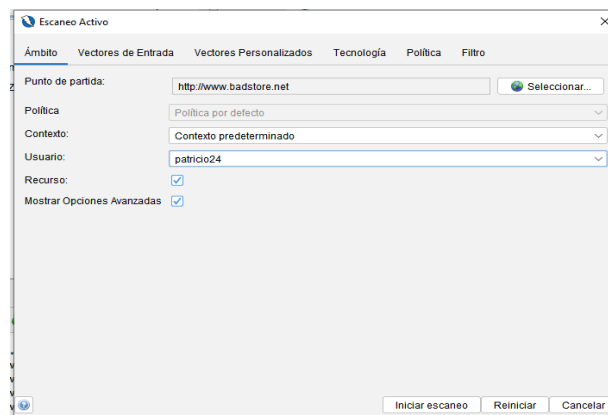 Escaneo Activo
Ámbito Vectores de Entrada Vectores Personalizados Tecnología Política Filtro
Punto de partida: http://www.badstore.net Seleccionar...
Política Política por defecto
Contexto: Contexto predeterminado
Usuario: patricio24
Recurso:
Mostrar Opciones Avanzadas
Iniciar escaneo Reiniciar Cancelar